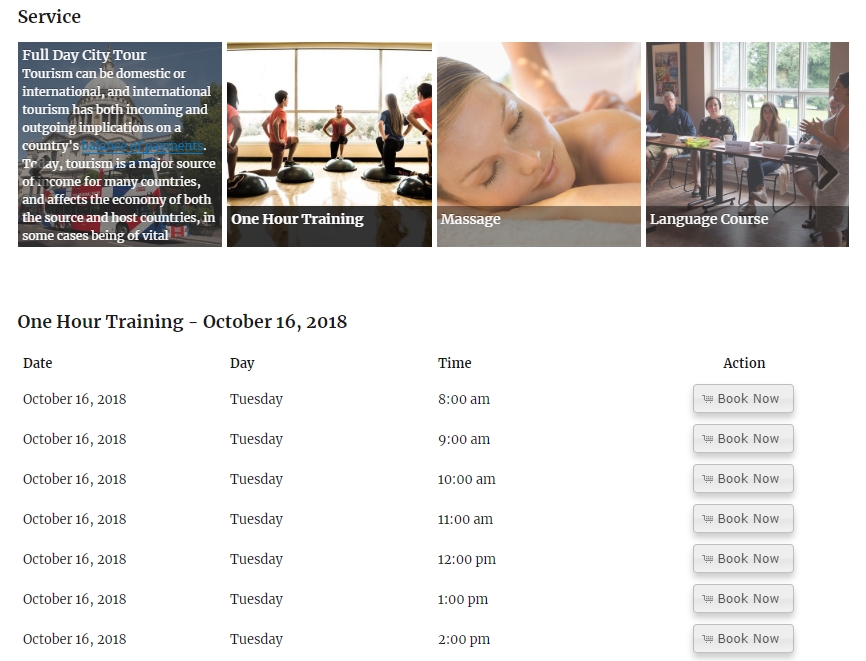 Service
Full Day City Tour
Tourism can be domestic or
international, and international
tourism has both incoming and
outgoing implications on a
country's balance of payments.
Today, tourism is a major source
of income for many countries,
and affects the economy of both
the source and host countries, in
some cases being of vital
One Hour Training
Massage
Language Course
One Hour Training - October 16, 2018
Date Day Time Action
October 16, 2018 Tuesday 8:00 am Book Now
October 16, 2018 Tuesday 9:00 am Book Now
October 16, 2018 Tuesday 10:00 am Book Now
October 16, 2018 Tuesday 11:00 am Book Now
October 16, 2018 Tuesday 12:00 pm Book Now
October 16, 2018 Tuesday 1:00 pm Book Now
October 16, 2018 Tuesday 2:00 pm Book Now